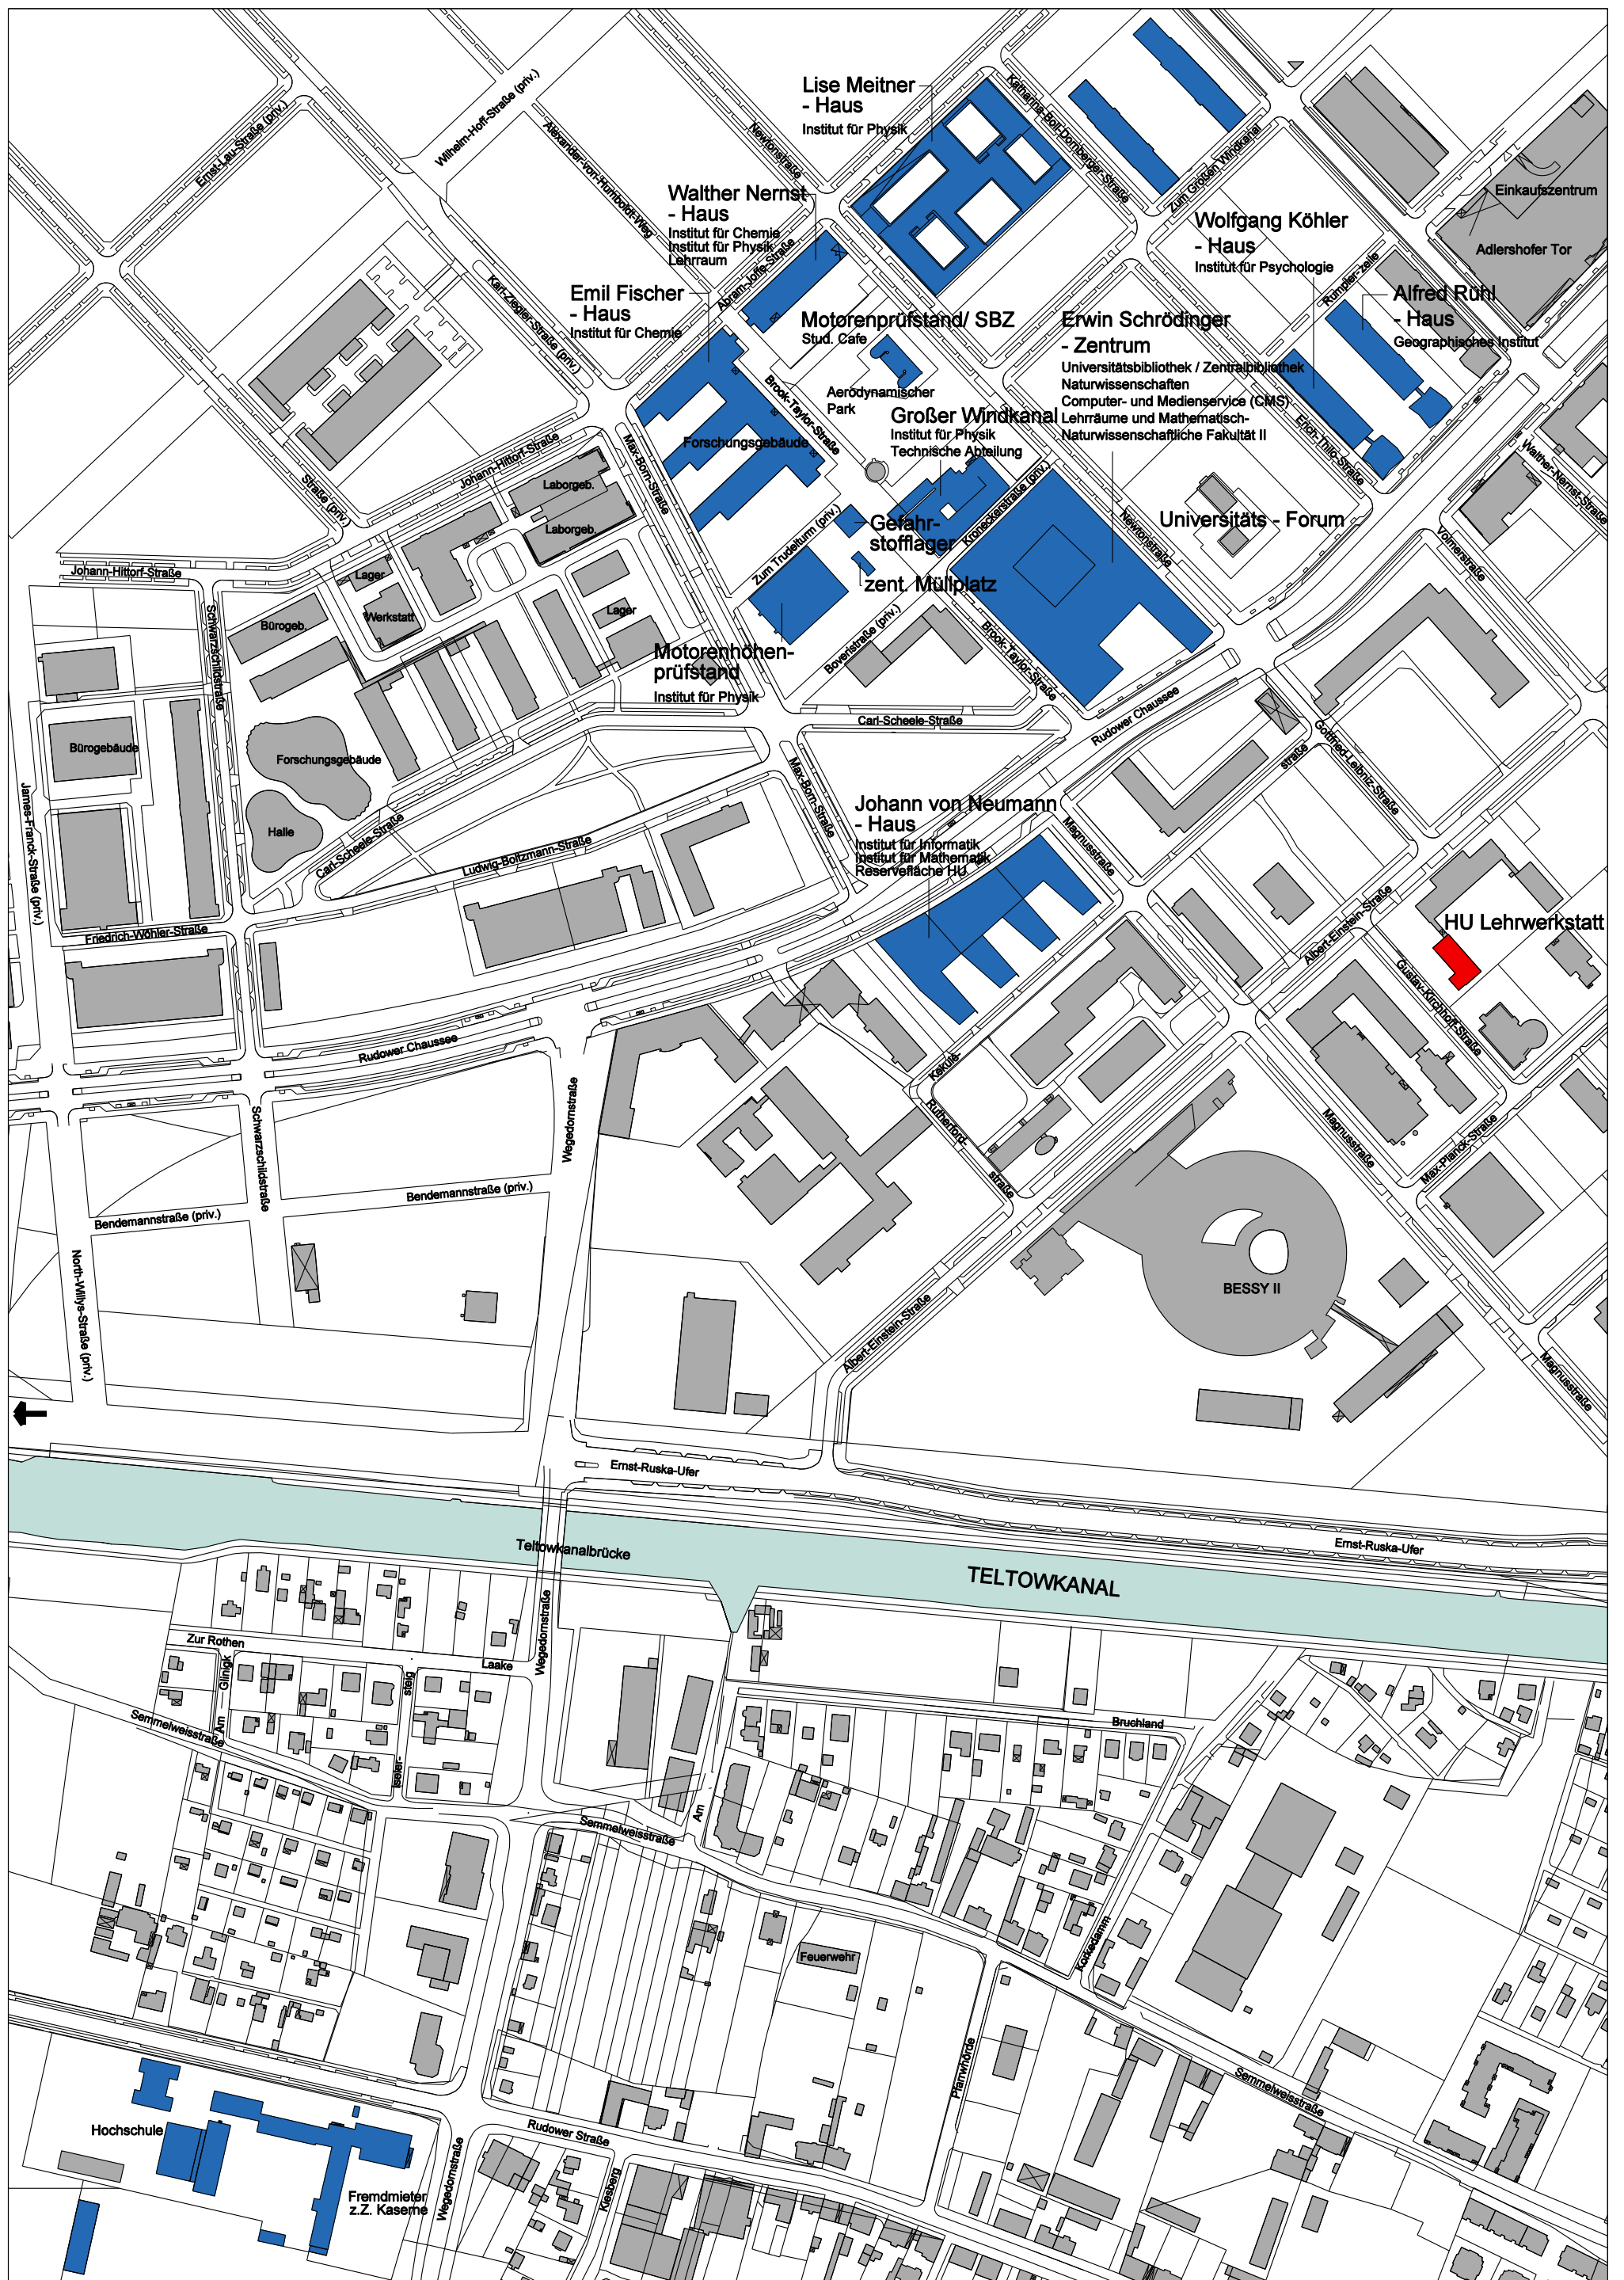 Lise Meitner
- Haus
Institut für Physik
Katharina-Boll-Dornberger-Straße
Ernst-Lau-Straße (priv.)
Wilhelm-Hoff-Straße (priv.)
Alexander-von-Humboldt-Weg
Newtonstraße
Zum Großen Windkanal
Einkaufszentrum
Adlershofer Tor
Walther Nernst
- Haus
Institut für Chemie
Institut für Physik
Lehrraum
Wolfgang Köhler
- Haus
Institut für Psychologie
Rumpler-zeile
Abram-Joffe-Straße
Karl-Ziegler-Straße (priv.)
Emil Fischer
- Haus
Institut für Chemie
Alfred Rühl
- Haus
Geographisches Institut
Motorenprüfstand/ SBZ
Stud. Cafe
Erwin Schrödinger
- Zentrum
Universitätsbibliothek / Zentralbibliothek
Naturwissenschaften
Computer- und Medienservice (CMS)
Lehrräume und Mathematisch-
Naturwissenschaftliche Fakultät II
Aerodynamischer
Park
Brook-Taylor-Straße
Großer Windkanal
Institut für Physik
Technische Abteilung
Forschungsgebäude
Erich-Thilo-Straße
Walther-Nernst-Straße
Johann-Hittorf-Straße
Max-Born-Straße
Straße (priv.)
Laborgeb.
Laborgeb.
Kroneckerstraße (priv.)
Newtonstraße
Universitäts - Forum
Volmerstraße
Gefahr-
stofflager
Zum Trudelturm (priv.)
zent. Müllplatz
Johann-Hittorf-Straße
Lager
Werkstatt
Lager
Bürogeb.
Schwarzschildstraße
Boveristraße (priv.)
Brook-Taylor-Straße
Motorenhöhen-
prüfstand
Institut für Physik
Carl-Scheele-Straße
Rudower Chaussee
Bürogebäude
Forschungsgebäude
straße
Gottfried-Leibniz-Straße
James-Franck-Straße (priv.)
Halle
Carl-Scheele-Straße
Max-Born-Straße
Johann von Neumann
- Haus
Institut für Informatik
Institut für Mathematik
Reservefläche HU
Magnusstraße
Ludwig-Boltzmann-Straße
Friedrich-Wöhler-Straße
Albert-Einstein-Straße
HU Lehrwerkstatt
Gustav-Kirchhoff-Straße
Rudower Chaussee
Kekulé-
Rutherford-
straße
Wegedornstraße
Schwarzschildstraße
Magnusstraße
Max-Planck-Straße
Bendemannstraße (priv.)
Bendemannstraße (priv.)
North-Willys-Straße (priv.)
BESSY II
Albert-Einstein-Straße
Magnusstraße
Ernst-Ruska-Ufer
Ernst-Ruska-Ufer
Teltowkanalbrücke
TELTOWKANAL
Wegedornstraße
Zur Rothen
Laake
Am Glinigk
steig
seler-
Semmelweisstraße
Bruchland
Am
Semmelweisstraße
Korkedamm
Feuerwehr
Pfarrwhörde
Semmelweisstraße
Hochschule
Rudower Straße
Wegedornstraße
Kiesberg
Fremdmieter
z.Z. Kaserne